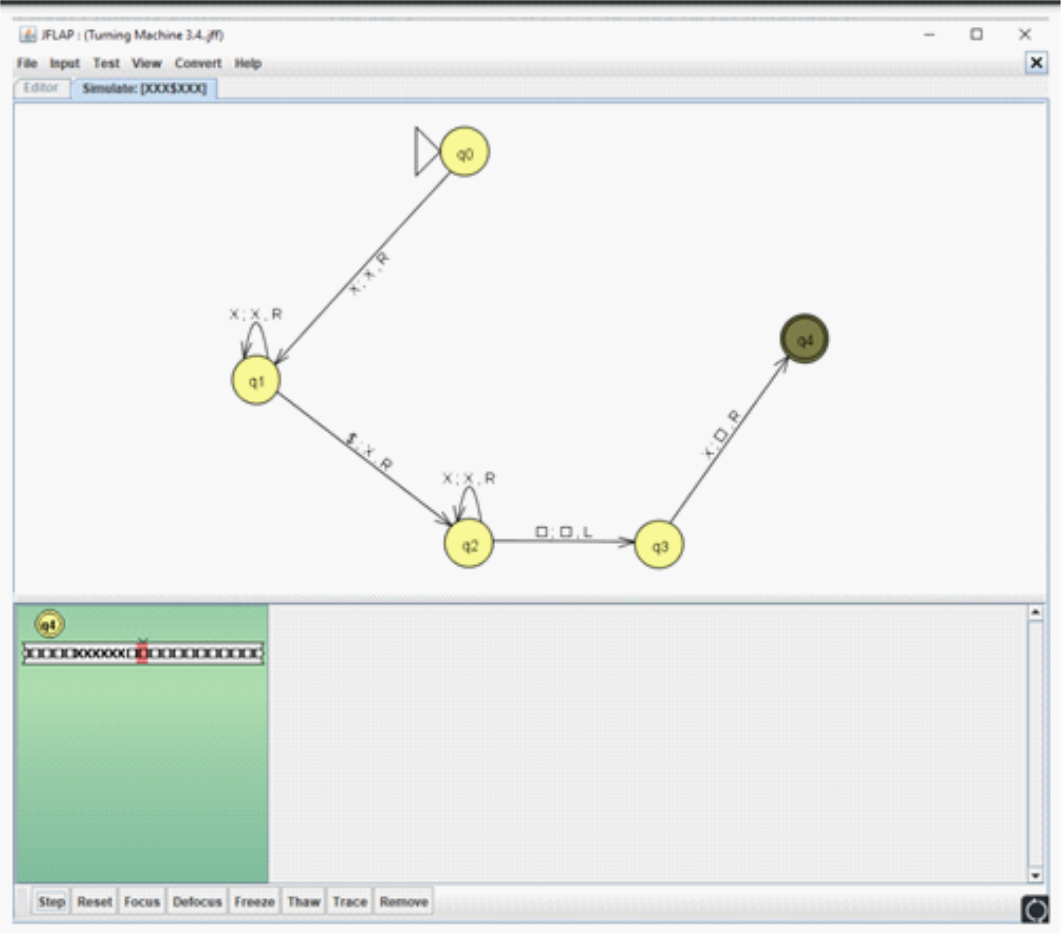 JFLAP : (Turning Machine 3.4..jff)
File Input Test View Convert Help
Editor Simulate: [XXX$XXX]
q0
X ; X , R
X ; X , R
q1
q4
$ ; X , R
X ; □ , R
X ; X , R
□ ; □ , L
q2
q3
q4
Step Reset Focus Defocus Freeze Thaw Trace Remove